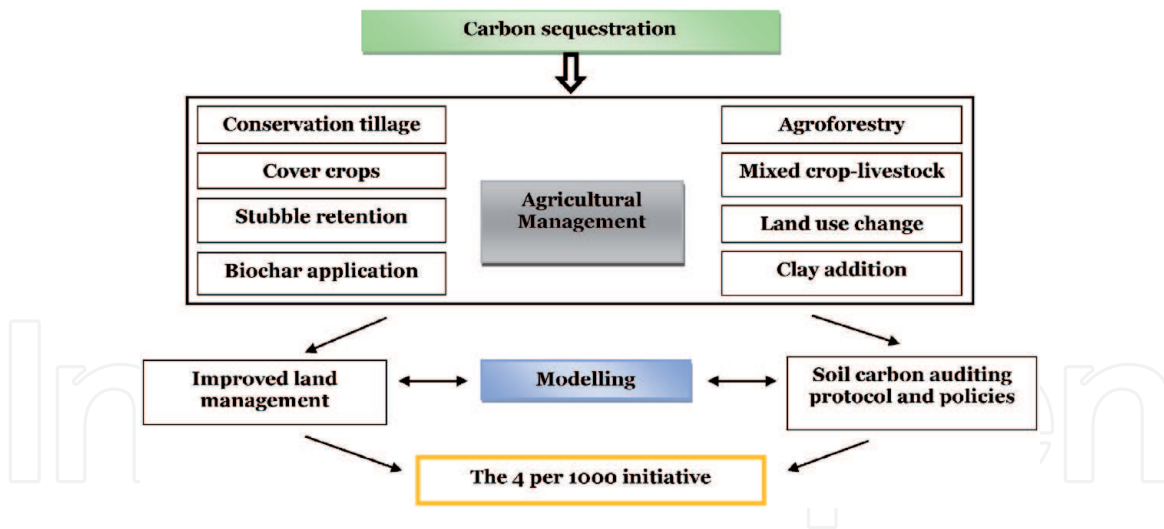 Carbon sequestration
Conservation tillage
Cover crops
Stubble retention
Biochar application
Agricultural
Management
Agroforestry
Mixed crop-livestock
Land use change
Clay addition
Improved land
management
Modelling
Soil carbon auditing
protocol and policies
The 4 per 1000 initiative